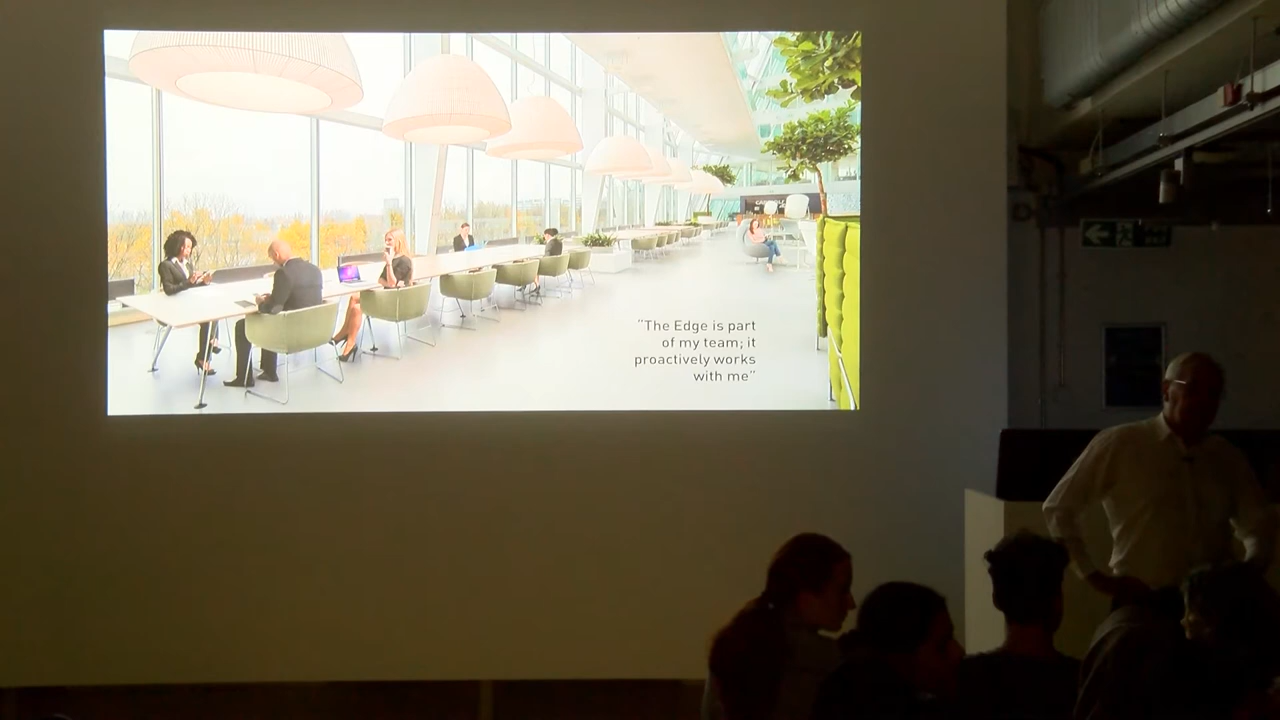 "The Edge is part
of my team; it
proactively works
with me"